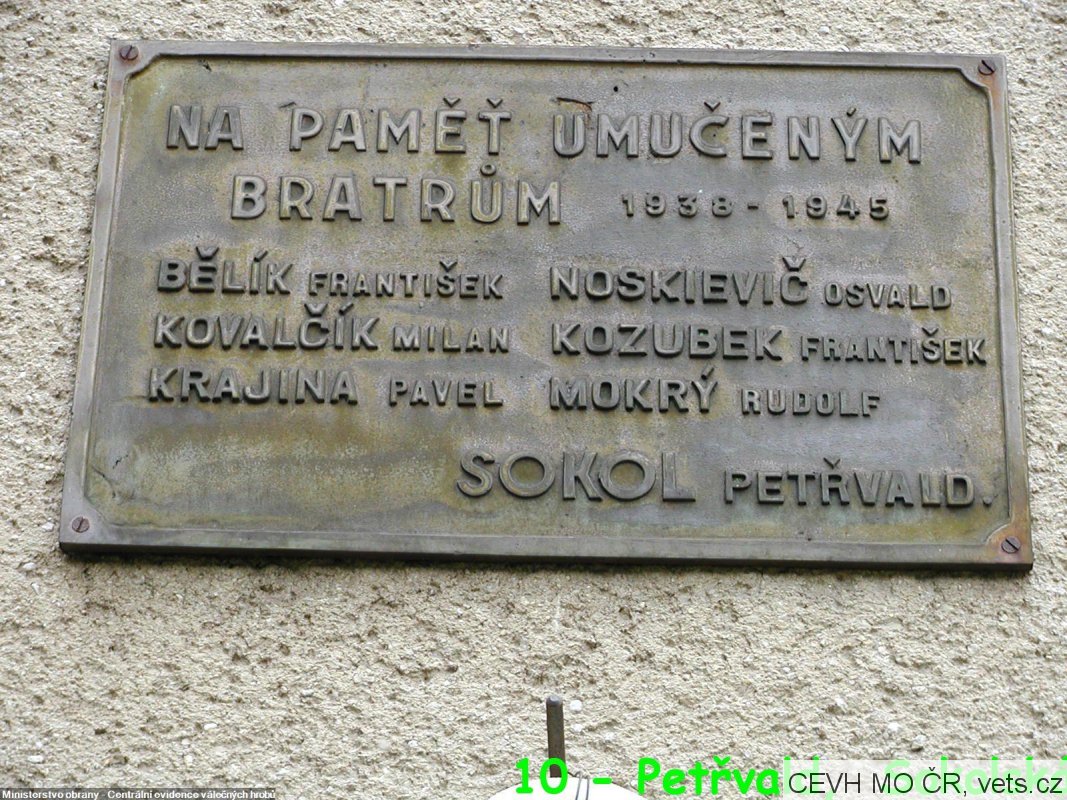 NA PAMĚŤ UMUČENÝM
BRATRŮM 1938 - 1945
BĚLÍK FRANTIŠEK NOSKIEVIČ OSVALD
KOVALČÍK MILAN KOZUBEK FRANTIŠEK
KRAJINA PAVEL MOKRÝ RUDOLF
SOKOL PETŘVALD.
10 - Petřva
CEVH MO ČR, vets.cz
Ministerstvo obrany - Centrální evidence válečných hrobů